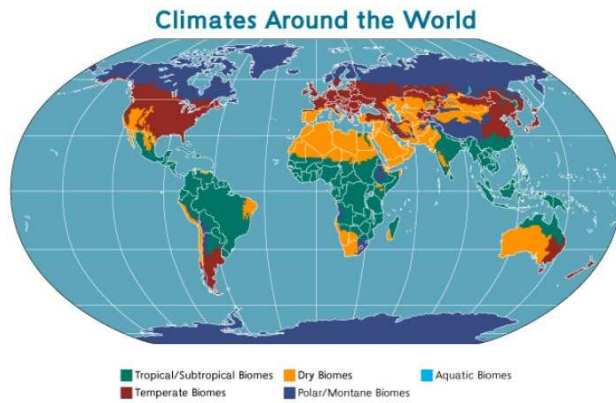 Climates Around the World
Tropical/Subtropical Biomes Dry Biomes Aquatic Biomes
Temperate Biomes Polar/Montane Biomes